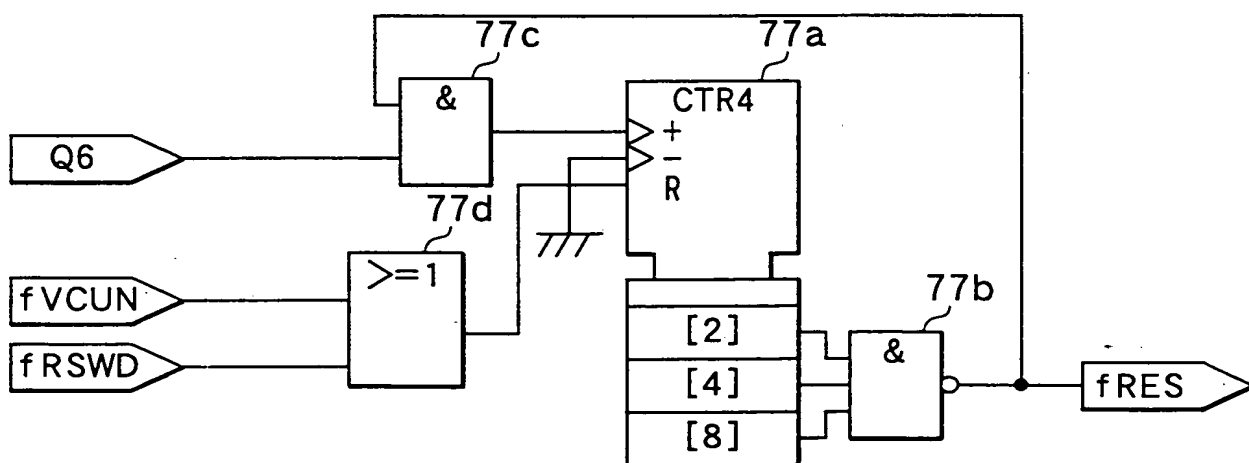 77c
77a
&
CTR4
Q6
+
−
R
77d
>=1
fVCUN
fRSWD
77b
[2]
&
[4]
fRES
[8]